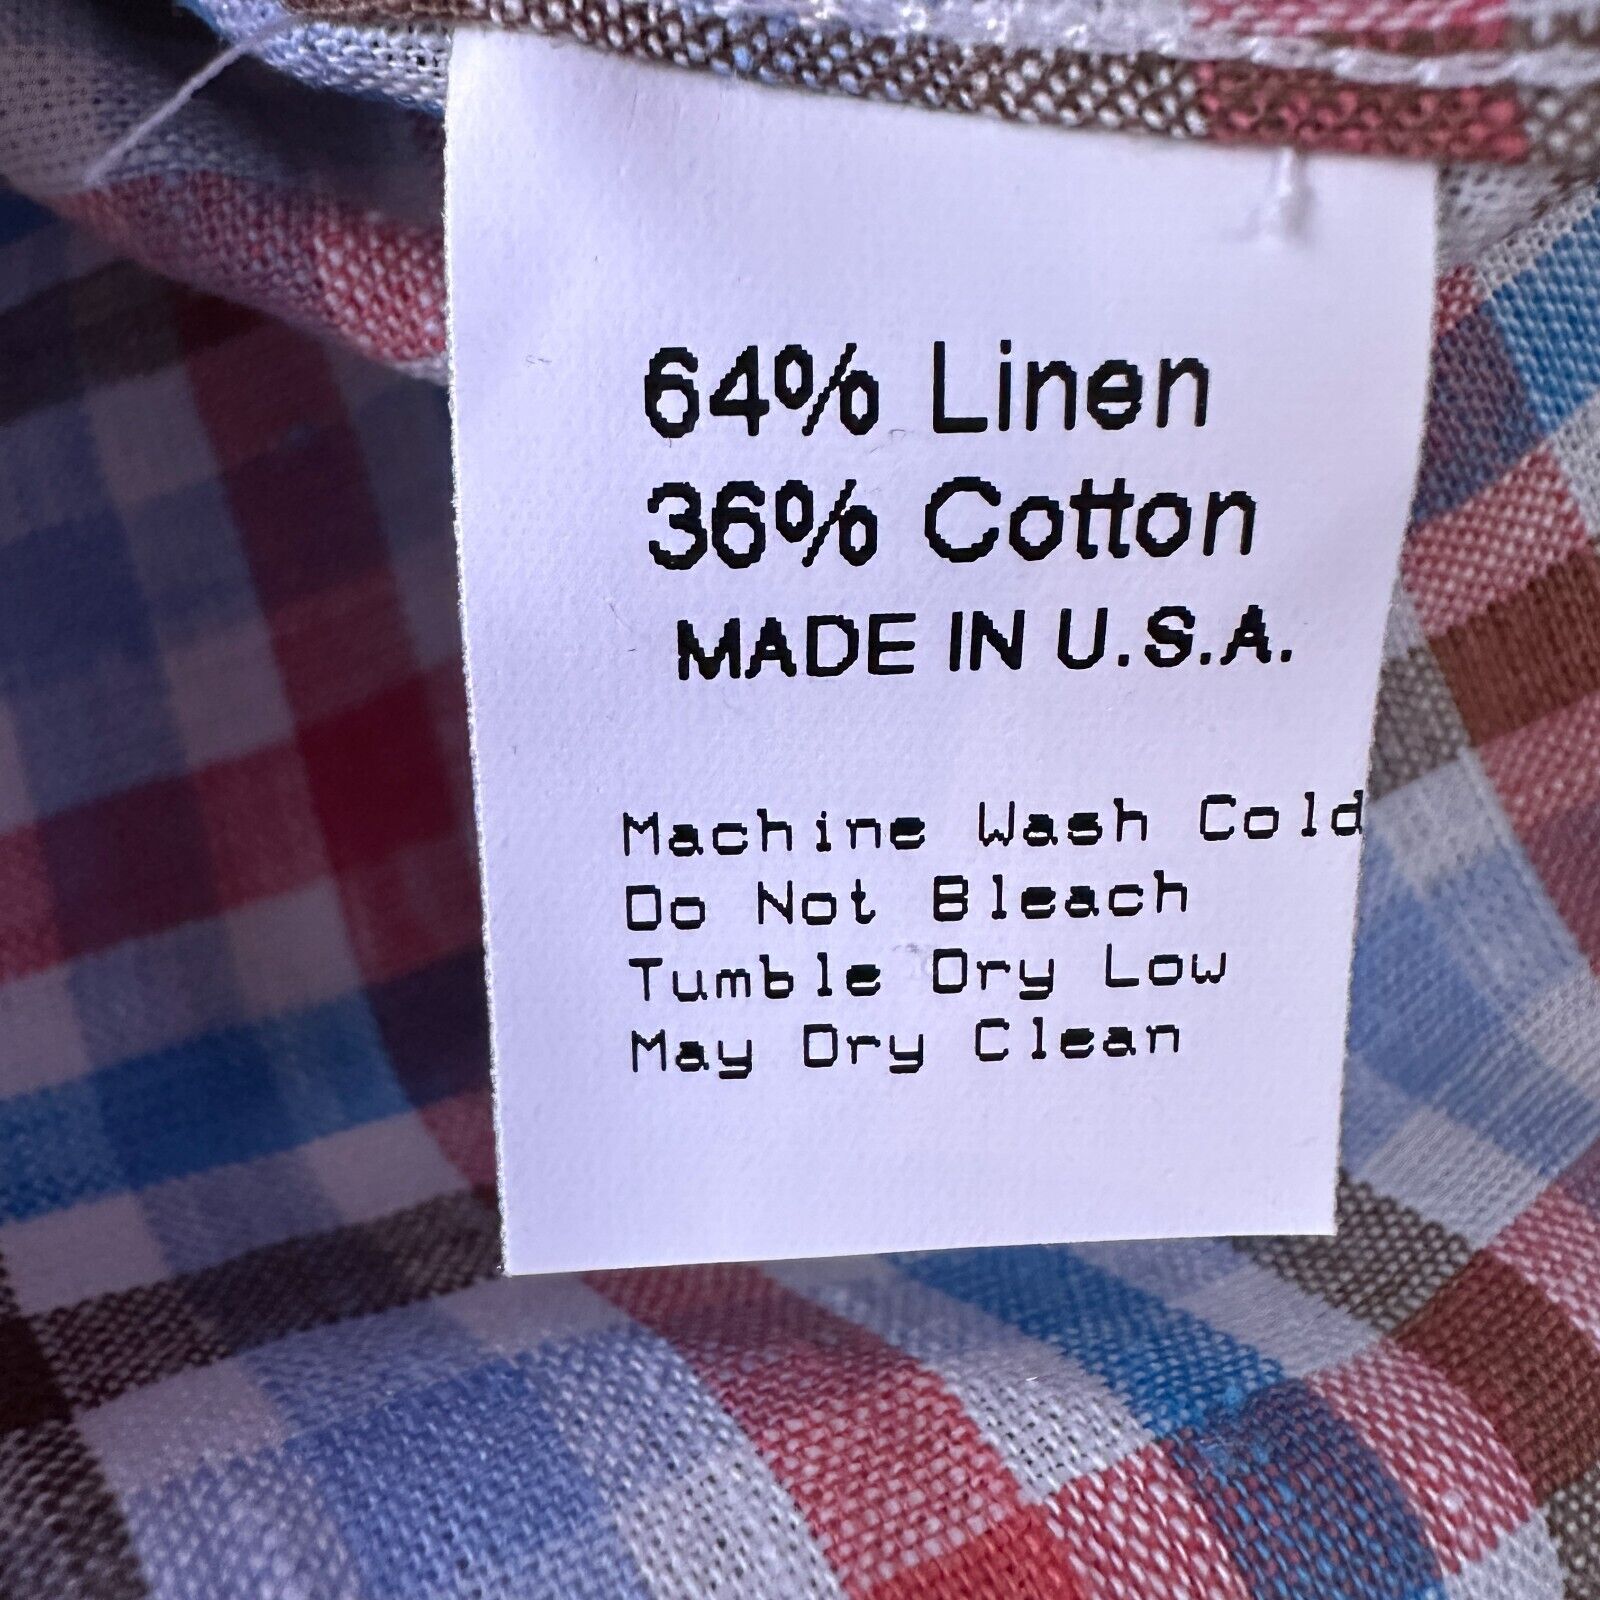 64% Linen
36% Cotton
MADE IN U.S.A.
Machine Wash Cold
Do Not Bleach
Tumble Dry Low
May Dry Clean